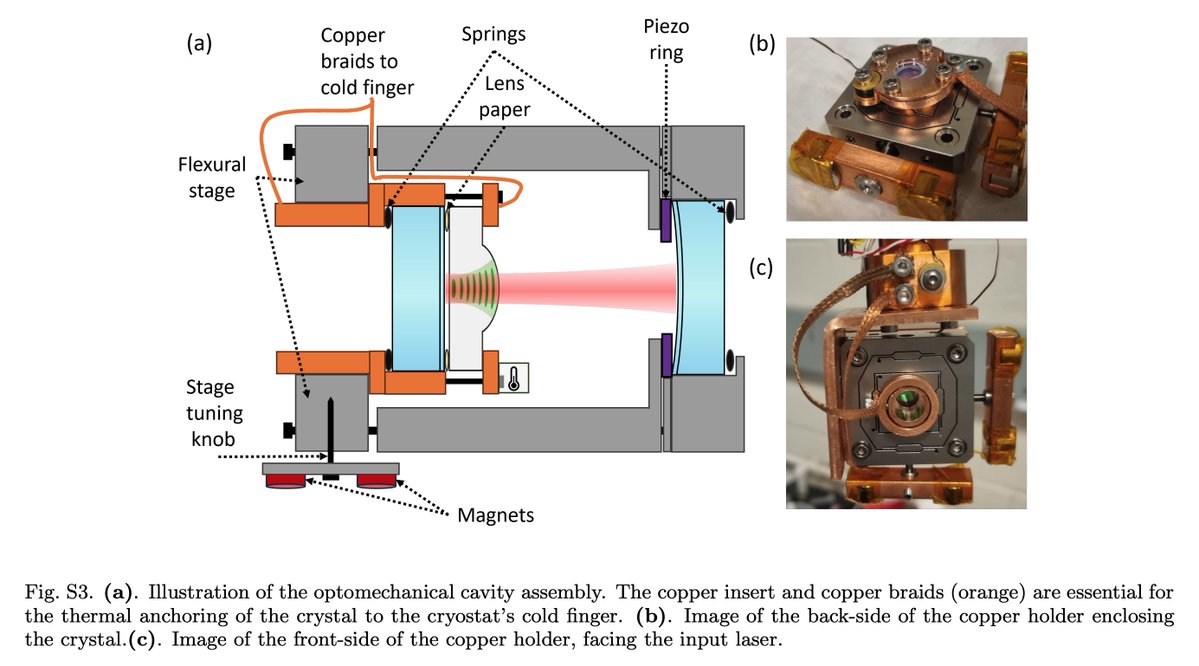 (a)
Copper
braids to
cold finger
Springs
Lens
paper
Piezo
ring
(b)
Flexural
stage
(c)
Stage
tuning
knob
Magnets
Fig. S3. (a). Illustration of the optomechanical cavity assembly. The copper insert and copper braids (orange) are essential for
the thermal anchoring of the crystal to the cryostat's cold finger. (b). Image of the back-side of the copper holder enclosing
the crystal.(c). Image of the front-side of the copper holder, facing the input laser.